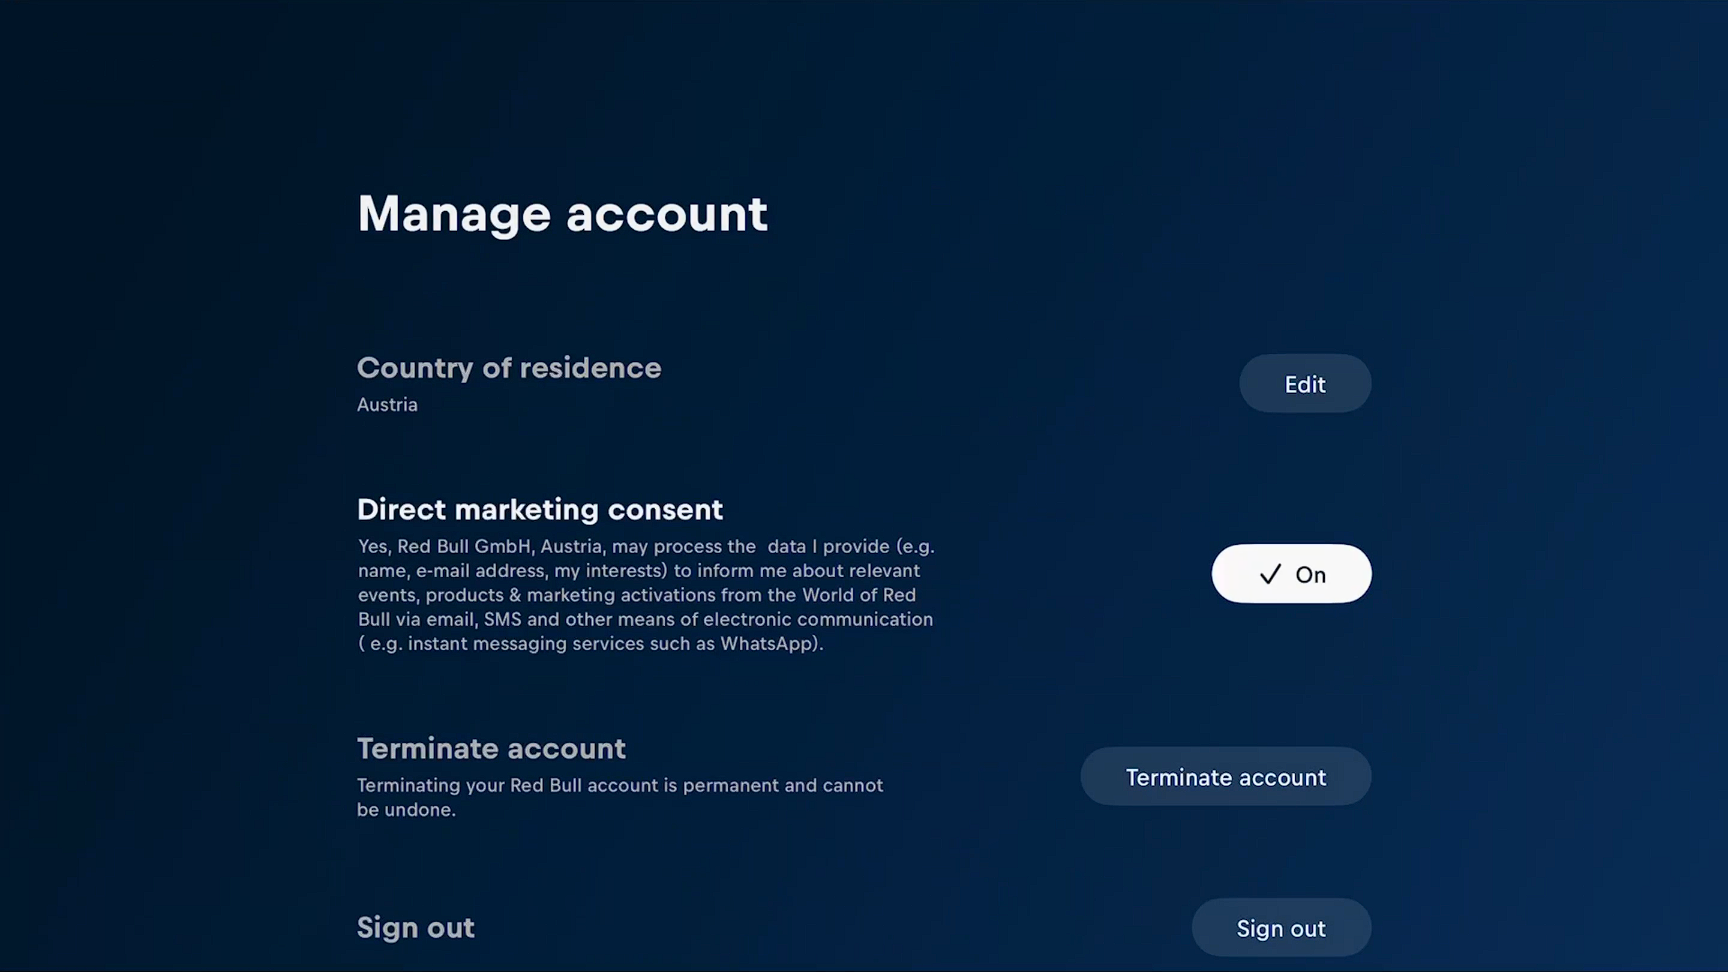 Manage account
Country of residence
Austria
Edit
Direct marketing consent
Yes, Red Bull GmbH, Austria, may process the  data I provide (e.g.
name, e-mail address, my interests) to inform me about relevant
events, products & marketing activations from the World of Red
Bull via email, SMS and other means of electronic communication
( e.g. instant messaging services such as WhatsApp).
On
Terminate account
Terminating your Red Bull account is permanent and cannot
be undone.
Terminate account
Sign out
Sign out